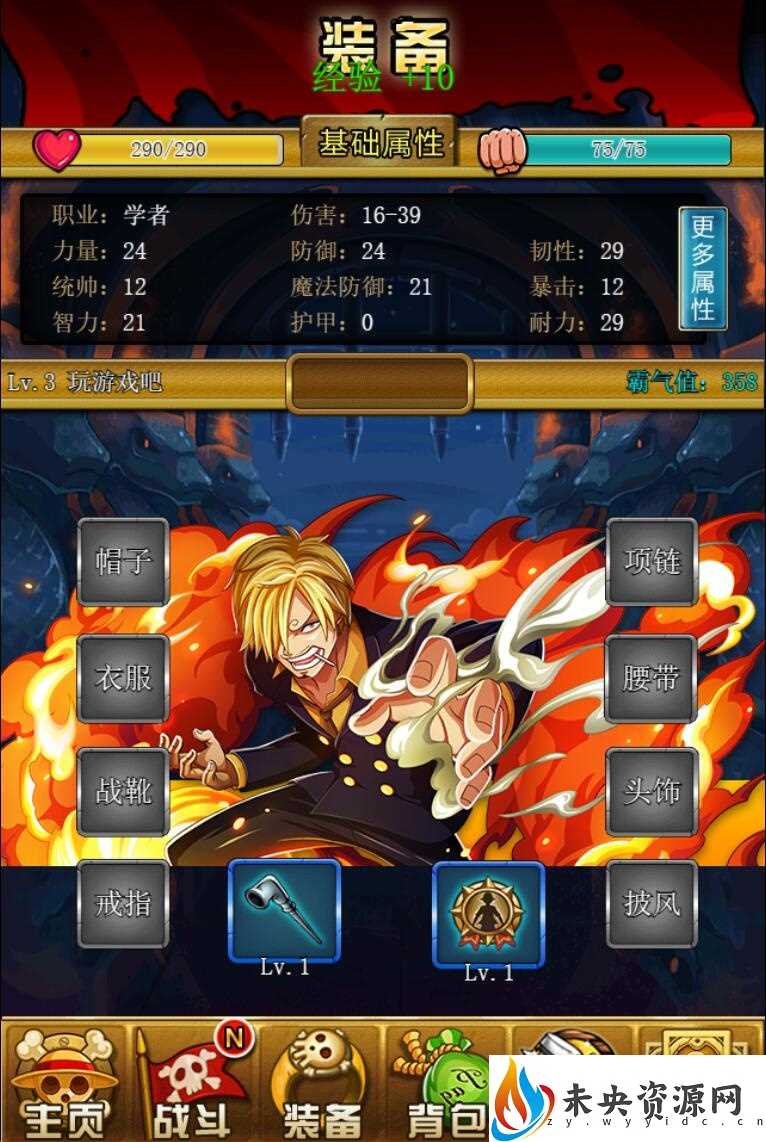 装备
经验 +10
290/290
基础属性
75/75
职业：学者 伤害：16-39
力量：24 防御：24 韧性：29
统帅：12 魔法防御：21 暴击：12
智力：21 护甲：0 耐力：29
更多属性
Lv.3 玩游戏吧
霸气值：358
帽子 项链
衣服 腰带
战靴 头饰
戒指 披风
Lv.1 Lv.1
N
主页 战斗 装备 背包
未央资源网
zy.wyyidc.cn